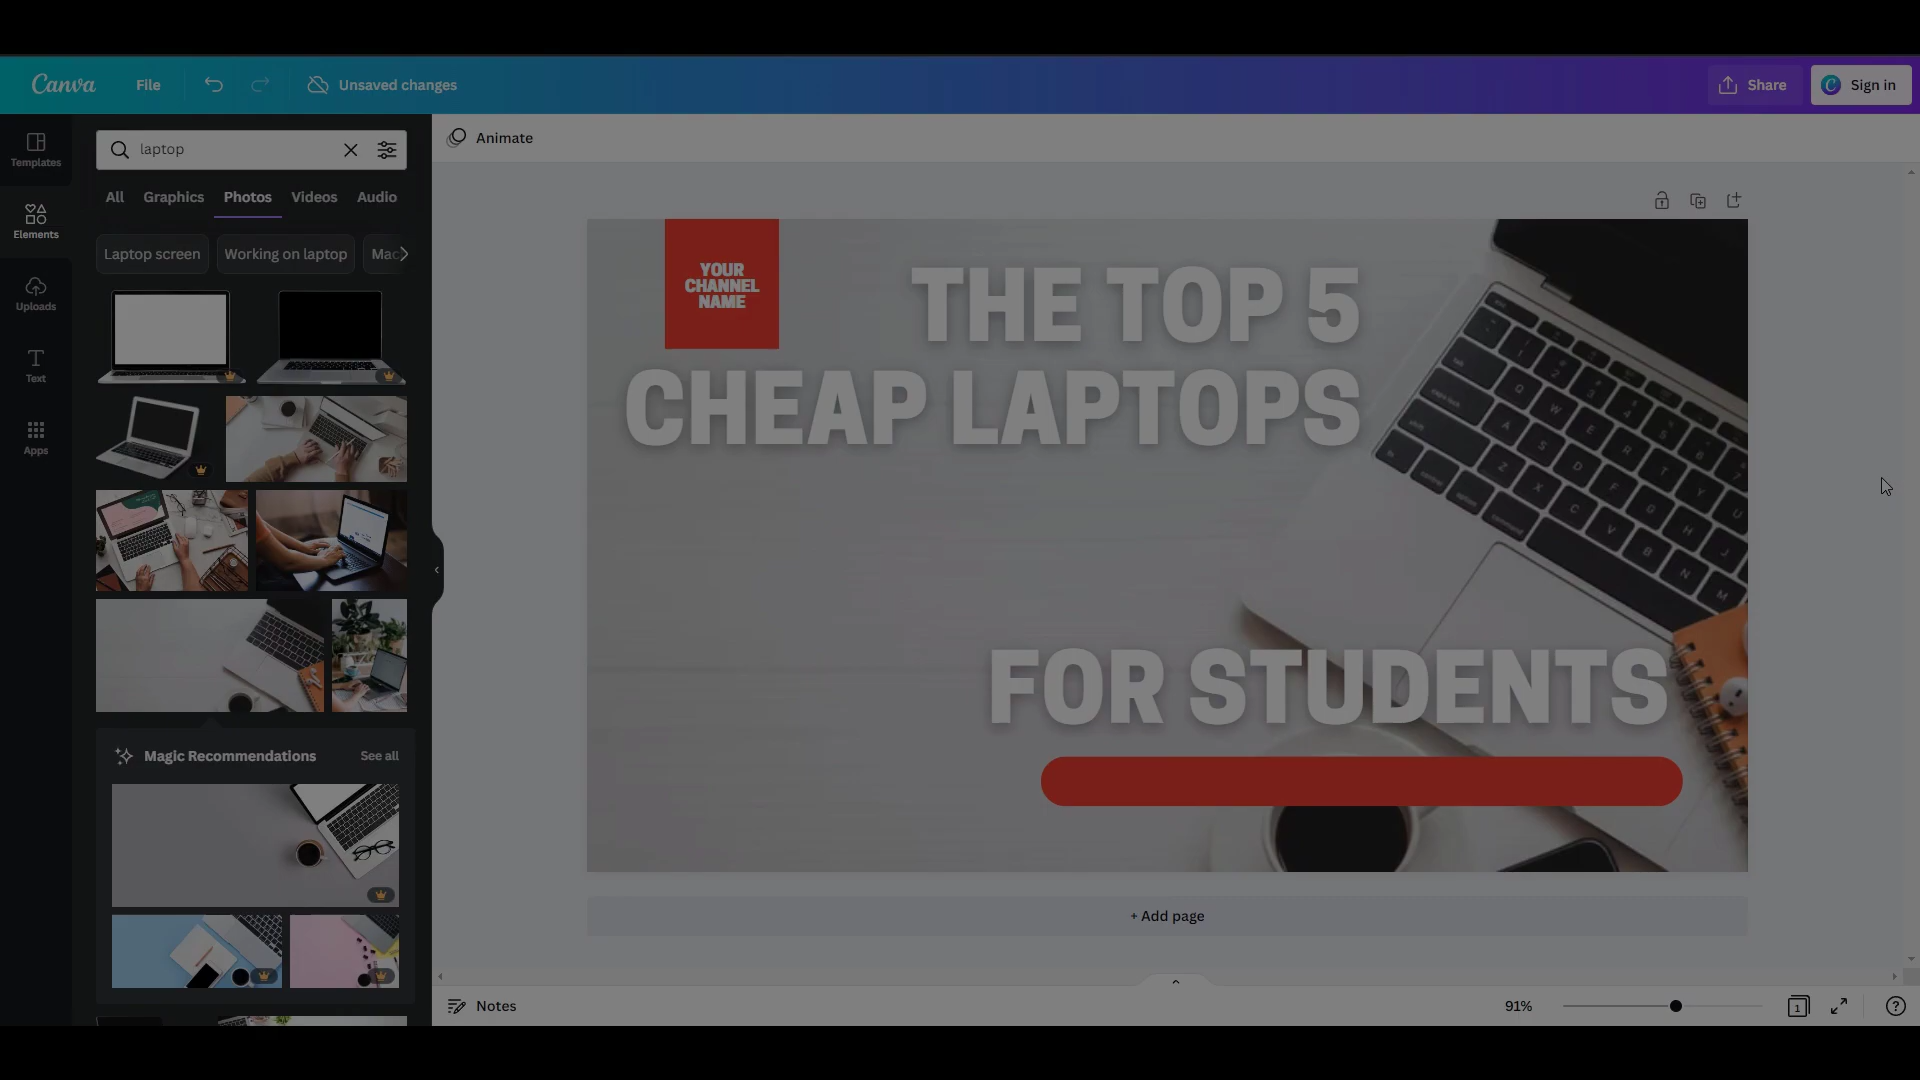 Canva File Unsaved changes Share Sign in
laptop
Animate
Templates
All Graphics Photos Videos Audio
Elements
Laptop screen Working on laptop Mac
Uploads
Text
Apps
YOUR
CHANNEL
NAME
THE TOP 5
CHEAP LAPTOPS
FOR STUDENTS
Magic Recommendations See all
+ Add page
Notes 91% 1 ?